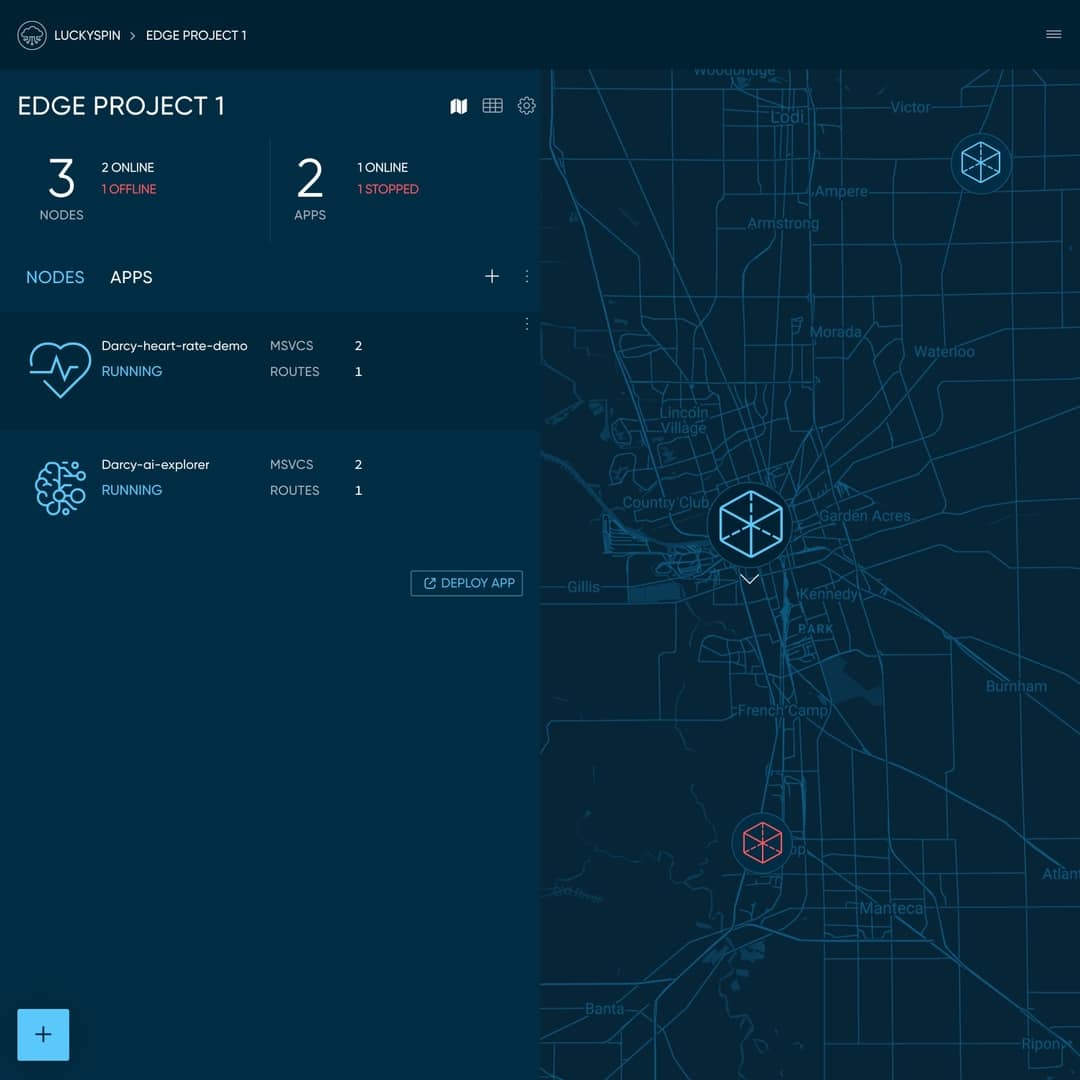 LUCKYSPIN > EDGE PROJECT 1
EDGE PROJECT 1
3
NODES
2 ONLINE
1 OFFLINE
2
APPS
1 ONLINE
1 STOPPED
NODES APPS
Darcy-heart-rate-demo MSVCS 2
RUNNING ROUTES 1
Darcy-ai-explorer MSVCS 2
RUNNING ROUTES 1
DEPLOY APP
Woodbridge
Victor
Lodi
Ampere
Armstrong
Morada
Waterloo
Lincoln
Village
Country Club
Garden Acres
Gillis
Kennedy
PARK
Burnham
French Camp
Manteca
Old River
Banta
Ripon